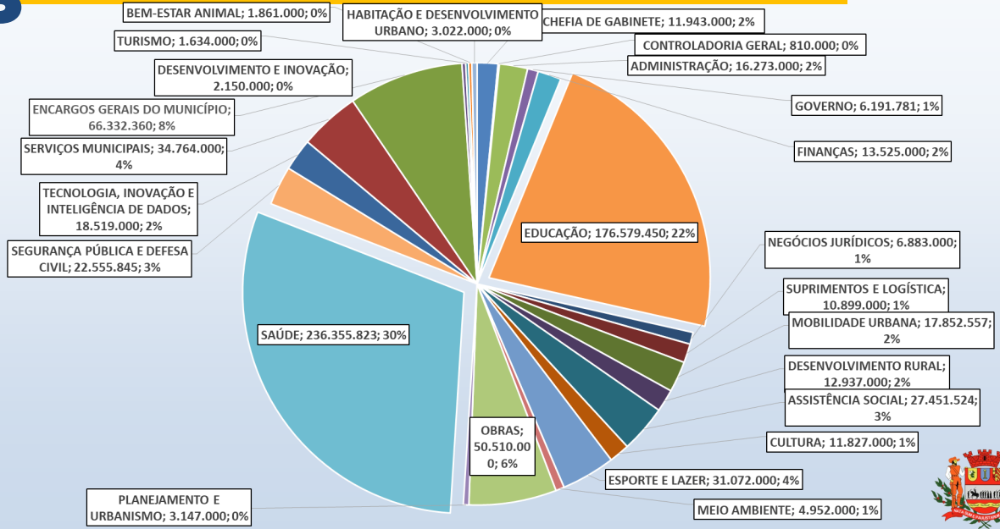 BEM-ESTAR ANIMAL; 1.861.000; 0%
HABITAÇÃO E DESENVOLVIMENTO
URBANO; 3.022.000; 0%
CHEFIA DE GABINETE; 11.943.000; 2%
TURISMO; 1.634.000; 0%
CONTROLADORIA GERAL; 810.000; 0%
DESENVOLVIMENTO E INOVAÇÃO;
2.150.000; 0%
ADMINISTRAÇÃO; 16.273.000; 2%
ENCARGOS GERAIS DO MUNICÍPIO;
66.332.360; 8%
GOVERNO; 6.191.781; 1%
SERVIÇOS MUNICIPAIS; 34.764.000;
4%
FINANÇAS; 13.525.000; 2%
TECNOLOGIA, INOVAÇÃO E
INTELIGÊNCIA DE DADOS;
18.519.000; 2%
EDUCAÇÃO; 176.579.450; 22%
SEGURANÇA PÚBLICA E DEFESA
CIVIL; 22.555.845; 3%
NEGÓCIOS JURÍDICOS; 6.883.000;
1%
SUPRIMENTOS E LOGÍSTICA;
10.899.000; 1%
MOBILIDADE URBANA; 17.852.557;
2%
SAÚDE; 236.355.823; 30%
DESENVOLVIMENTO RURAL;
12.937.000; 2%
ASSISTÊNCIA SOCIAL; 27.451.524;
3%
OBRAS;
50.510.00
0; 6%
CULTURA; 11.827.000; 1%
ESPORTE E LAZER; 31.072.000; 4%
PLANEJAMENTO E
URBANISMO; 3.147.000; 0%
MEIO AMBIENTE; 4.952.000; 1%